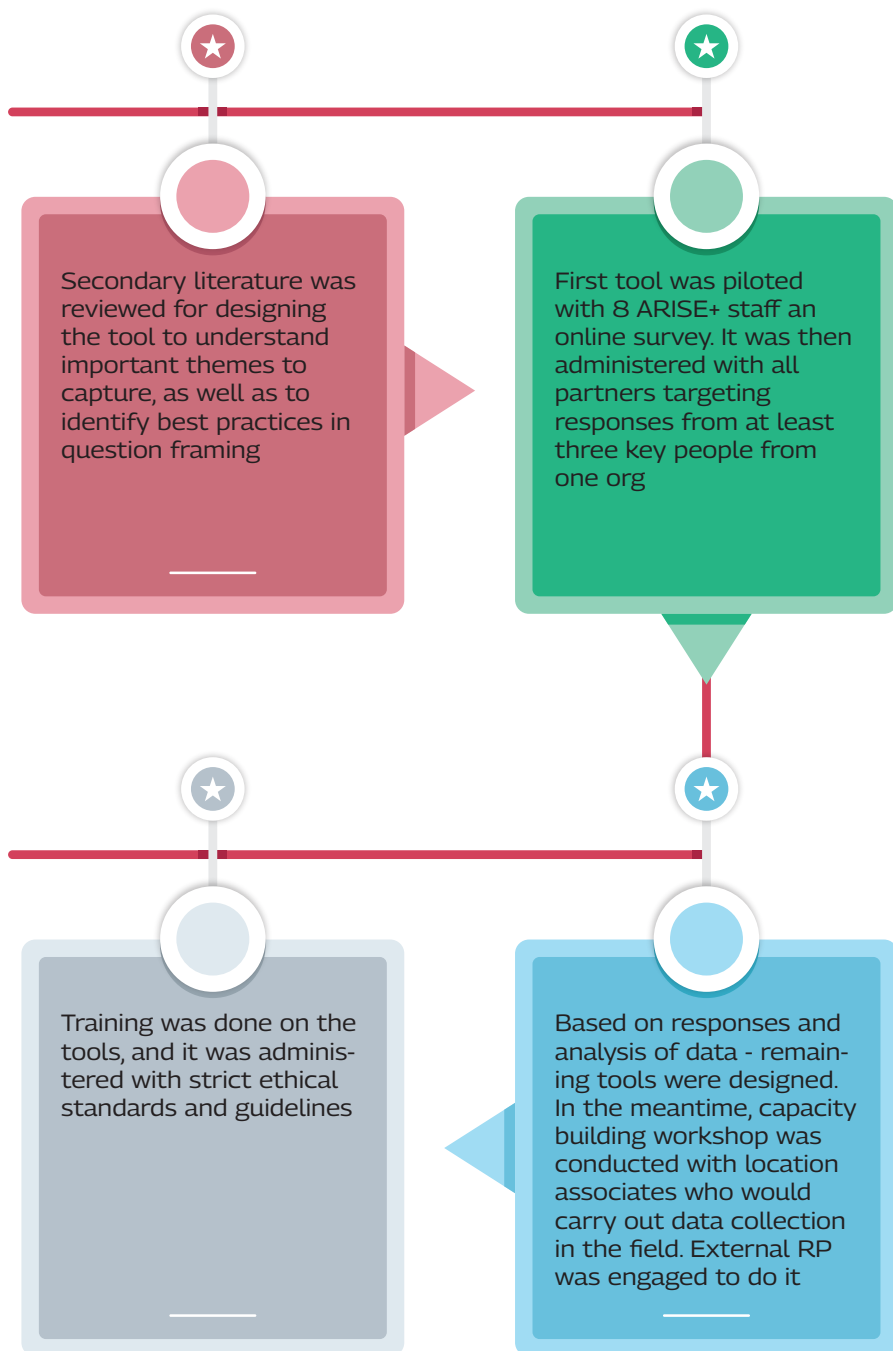 Secondary literature was
reviewed for designing
the tool to understand
important themes to
capture, as well as to
identify best practices in
question framing
First tool was piloted
with 8 ARISE+ staff an
online survey. It was then
administered with all
partners targeting
responses from at least
three key people from
one org
Based on responses and
analysis of data - remain-
ing tools were designed.
In the meantime, capacity
building workshop was
conducted with location
associates who would
carry out data collection
in the field. External RP
was engaged to do it
Training was done on the
tools, and it was adminis-
tered with strict ethical
standards and guidelines